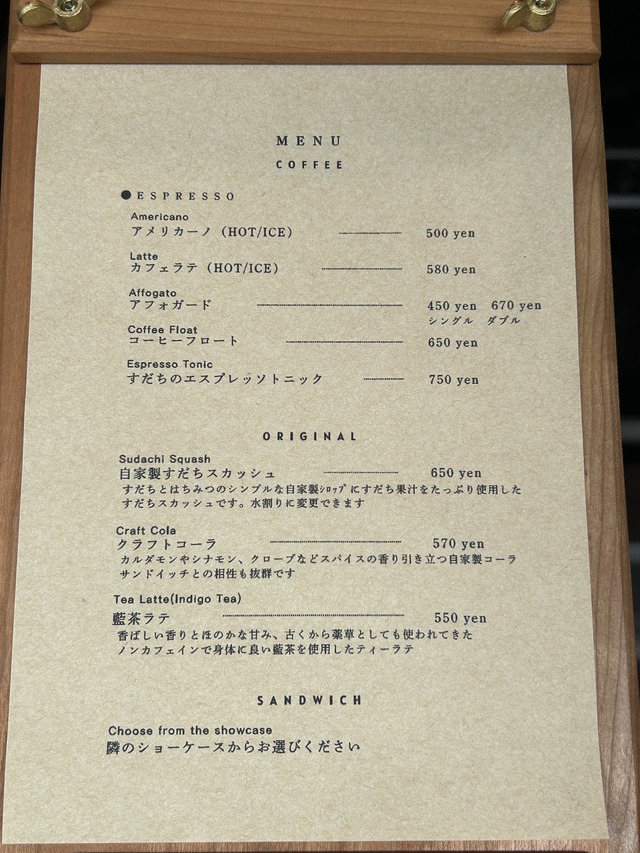 MENU
COFFEE
●ESPRESSO
Americano
アメリカーノ（HOT/ICE） 500 yen
Latte
カフェラテ（HOT/ICE） 580 yen
Affogato
アフォガード 450 yen 670 yen
シングル ダブル
Coffee Float
コーヒーフロート 650 yen
Espresso Tonic
すだちのエスプレッソトニック 750 yen
ORIGINAL
Sudachi Squash
自家製すだちスカッシュ 650 yen
すだちとはちみつのシンプルな自家製ｼﾛｯﾌﾟにすだち果汁をたっぷり使用した
すだちスカッシュです。水割りに変更できます
Craft Cola
クラフトコーラ 570 yen
カルダモンやシナモン、クローブなどスパイスの香り引き立つ自家製コーラ
サンドイッチとの相性も抜群です
Tea Latte(Indigo Tea)
藍茶ラテ 550 yen
香ばしい香りとほのかな甘み、古くから薬草としても使われてきた
ノンカフェインで身体に良い藍茶を使用したティーラテ
SANDWICH
Choose from the showcase
隣のショーケースからお選びください